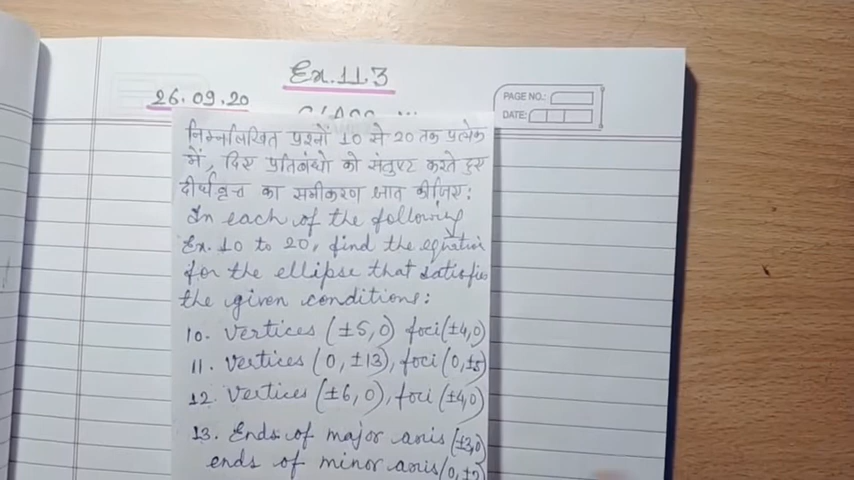 Ex. 11.3
26.09.20
PAGE NO.:
DATE:
निम्नलिखित प्रश्नों 10 से 20 तक प्रत्येक
में, दिए प्रतिबंधो को संतुष्ट करते हुए
दीर्घवृत्त का समीकरण ज्ञात कीजिए:
In each of the following
Ex. 10 to 20, find the equation
for the ellipse that satisfies
the given conditions:
10. Vertices (±5,0) foci (±4,0)
11. Vertices (0, ±13), foci (0, ±5)
12. Vertices (±6, 0), foci (±4,0)
13. Ends of major axis (±3,0)
ends of minor axis (0, ±2)